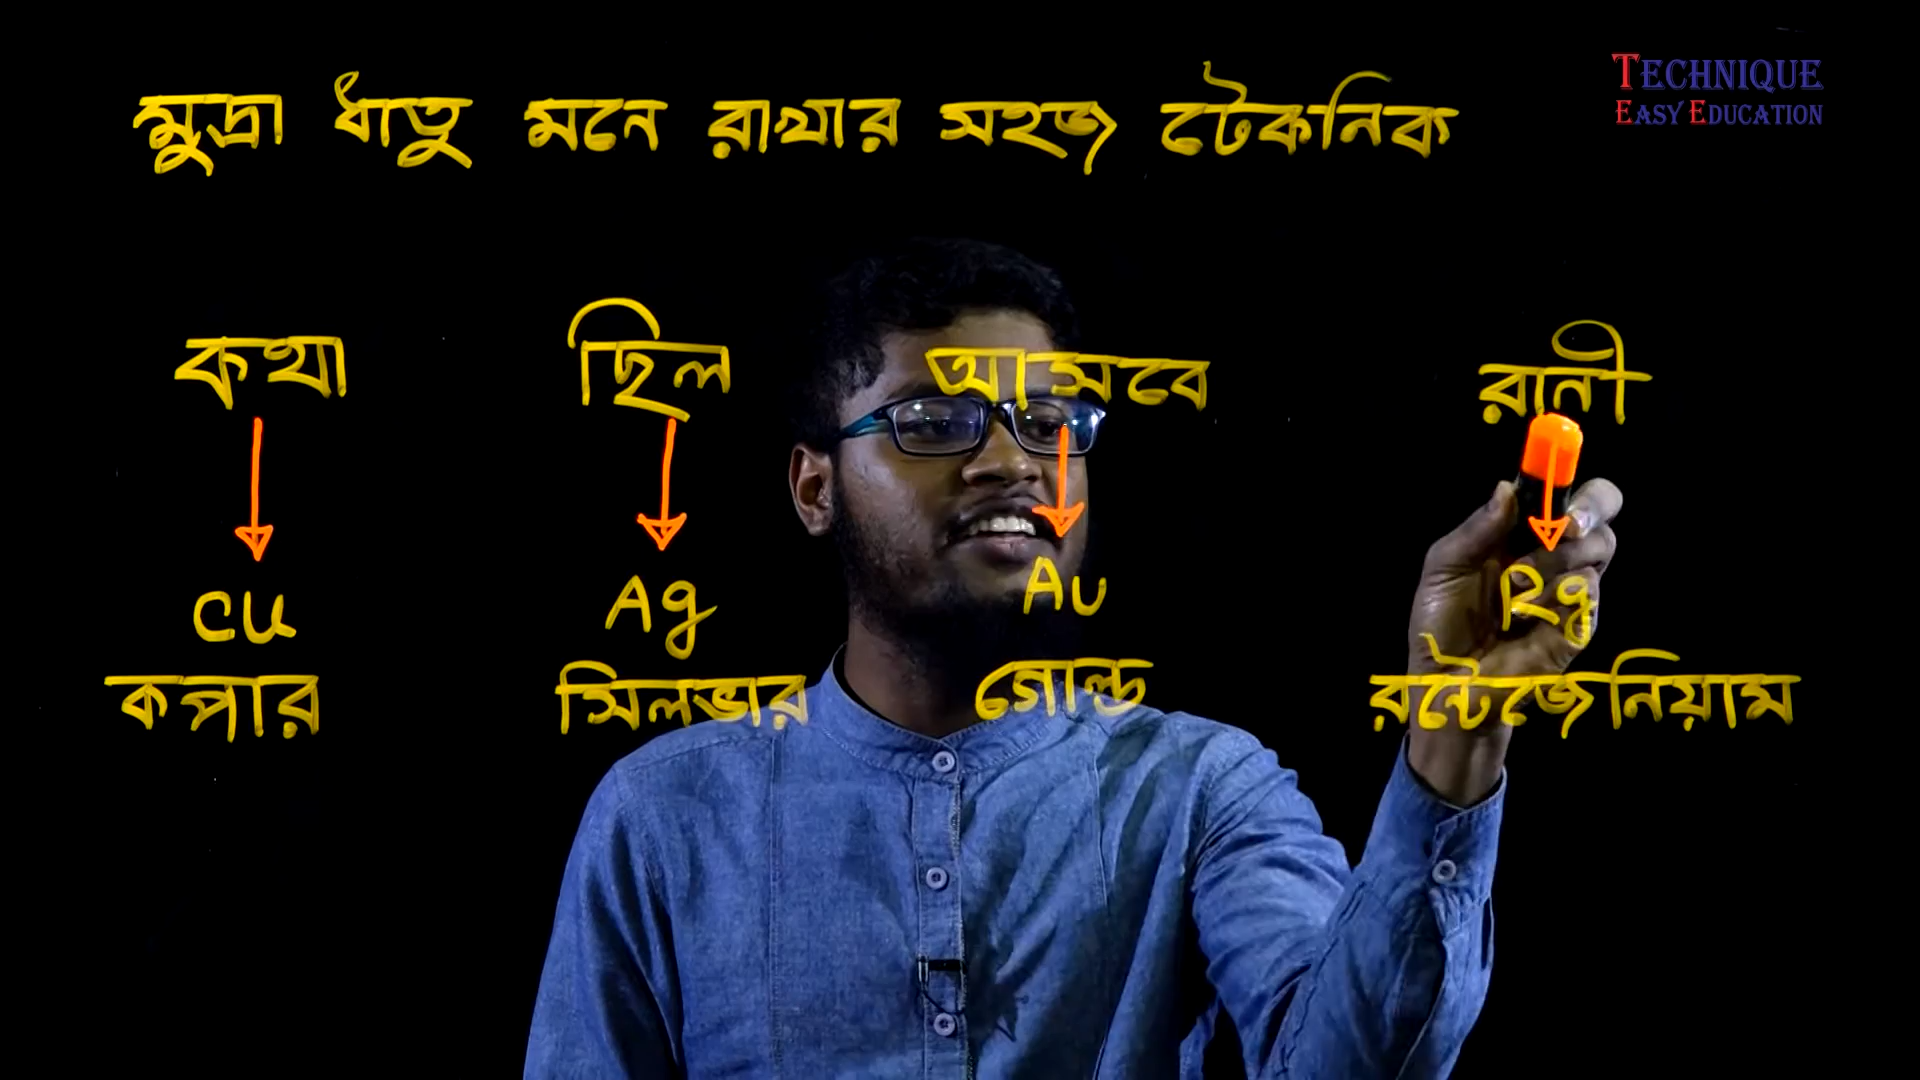 TECHNIQUE
EASY EDUCATION
মুদ্রা ধাতু মনে রাখার সহজ টেকনিক
কথা ছিল আসবে রানী
Cu Ag Au Rg
কপার সিলভার গোল্ড রন্টেজেনিয়াম